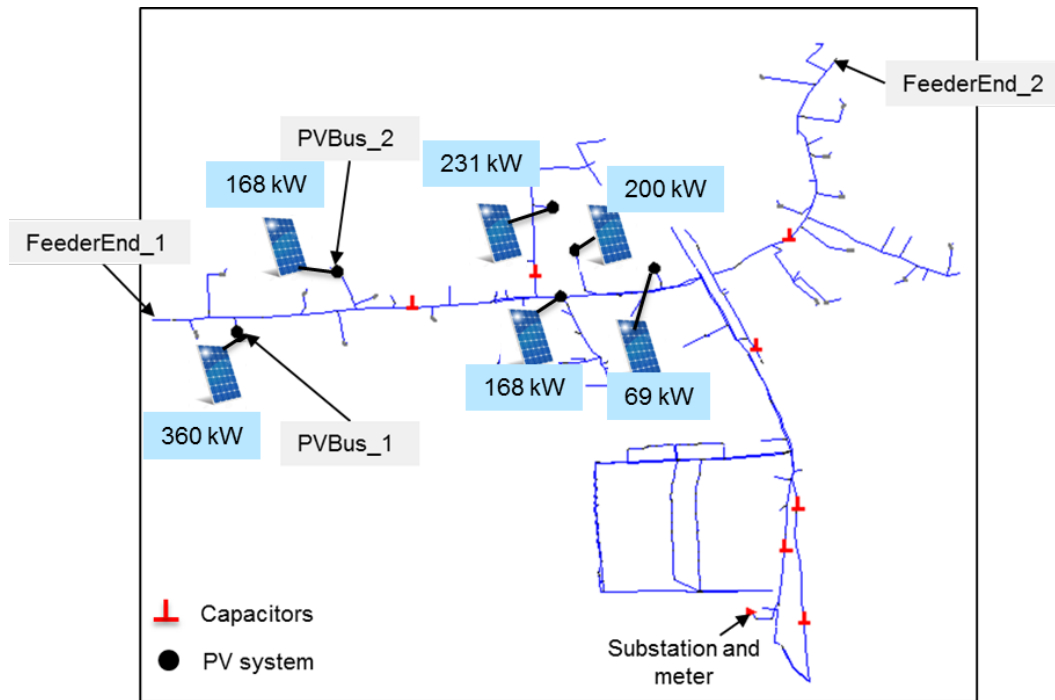 FeederEnd_2
PVBus_2
231 kW
168 kW
200 kW
FeederEnd_1
168 kW
69 kW
360 kW
PVBus_1
Capacitors
PV system
Substation and
meter